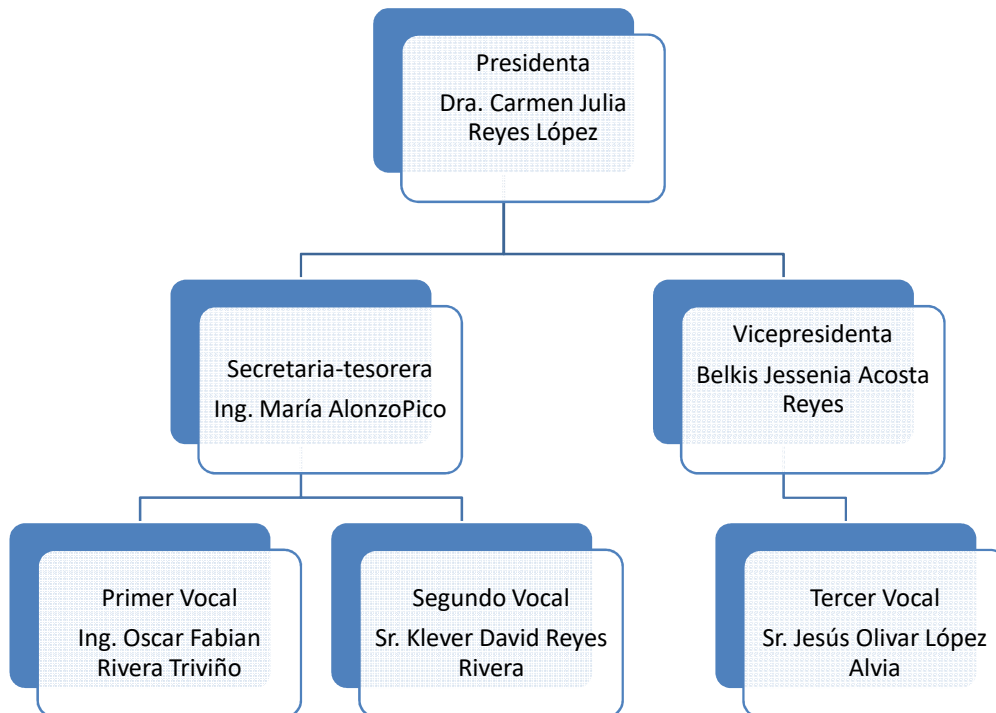 Presidenta
Dra. Carmen Julia
Reyes López
Secretaria-tesorera
Ing. María AlonzoPico
Vicepresidenta
Belkis Jessenia Acosta
Reyes
Primer Vocal
Ing. Oscar Fabian
Rivera Triviño
Segundo Vocal
Sr. Klever David Reyes
Rivera
Tercer Vocal
Sr. Jesús Olivar López
Alvia